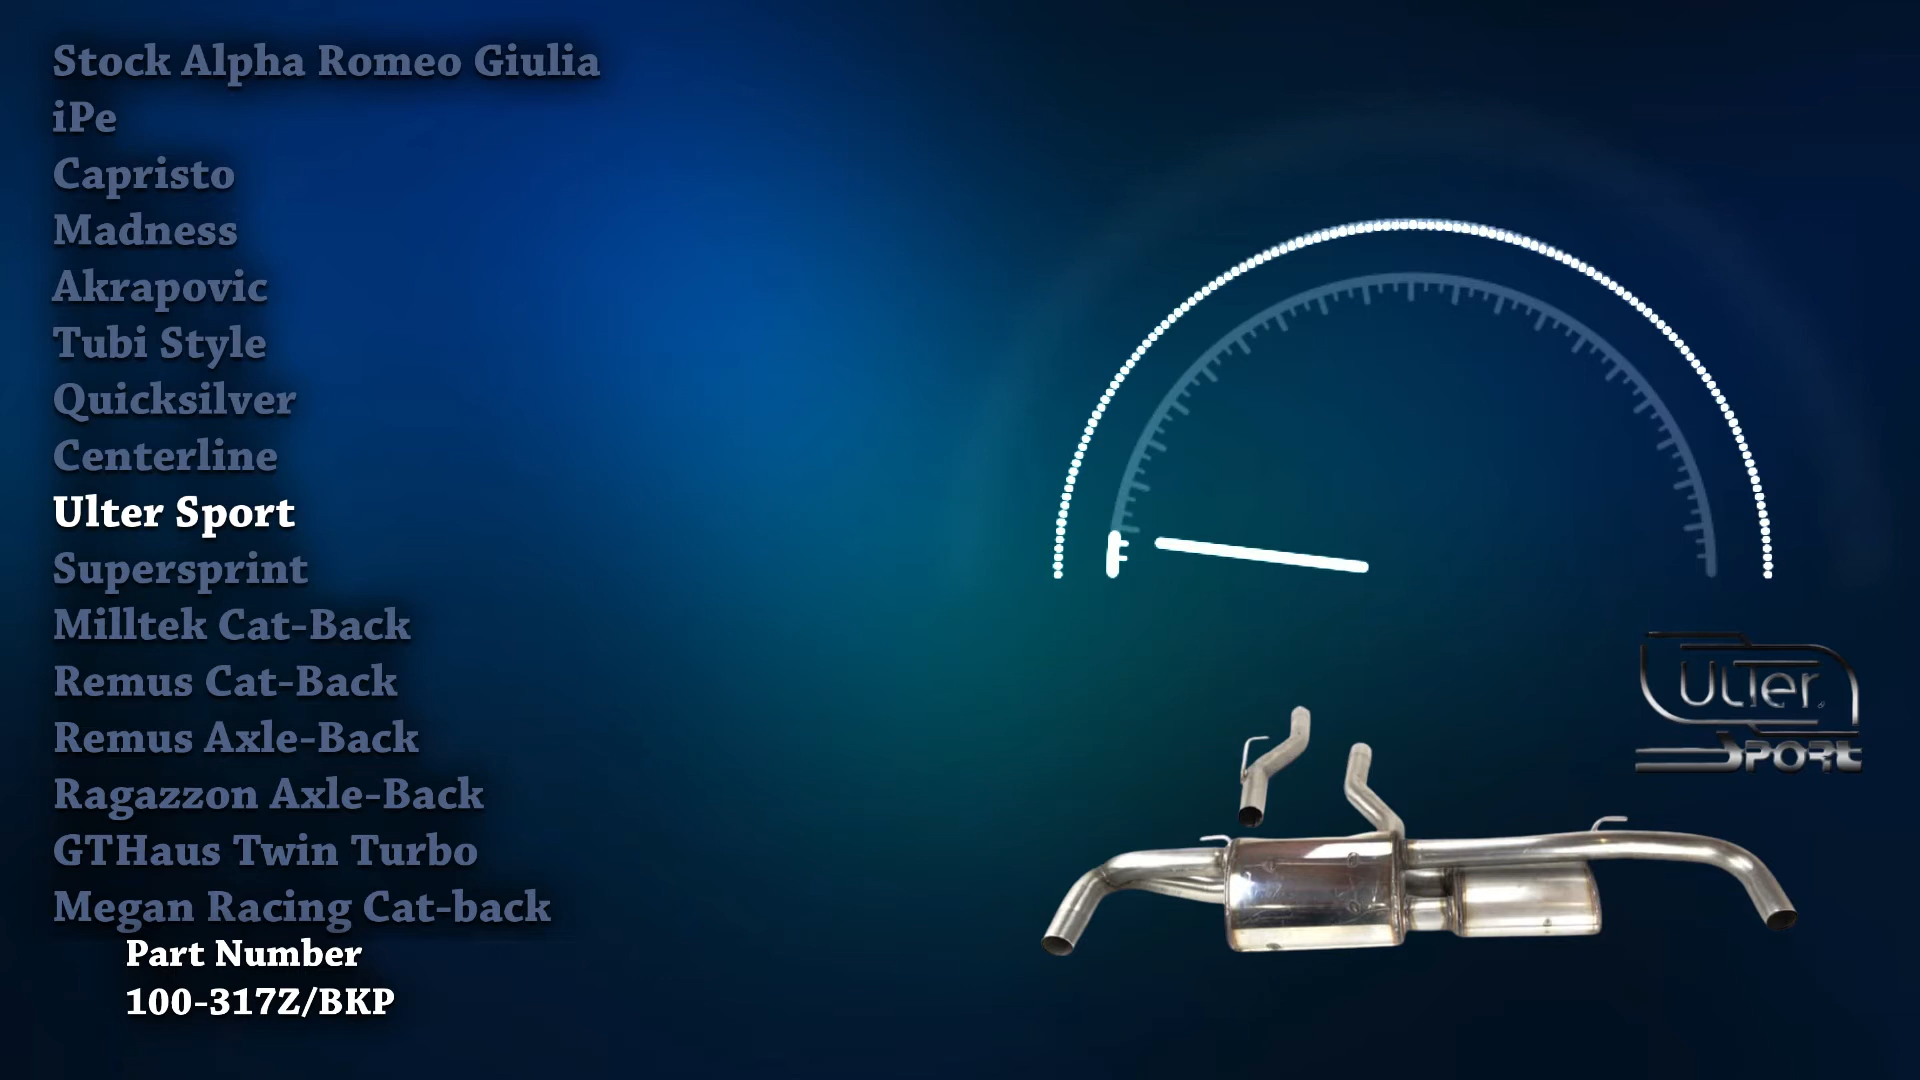 Stock Alpha Romeo Giulia
iPe
Capristo
Madness
Akrapovic
Tubi Style
Quicksilver
Centerline
Ulter Sport
Supersprint
Milltek Cat-Back
Remus Cat-Back
Remus Axle-Back
Ragazzon Axle-Back
GTHaus Twin Turbo
Megan Racing Cat-back
Part Number
100-317Z/BKP
ULTer
SPORt